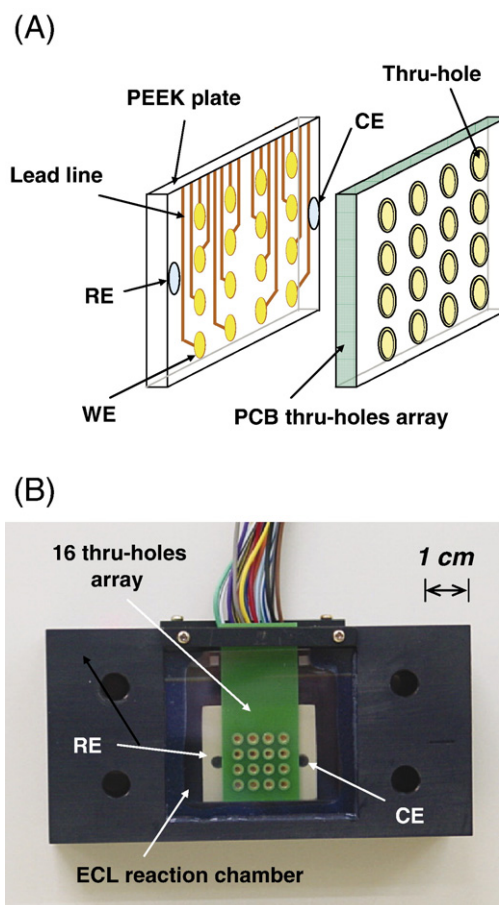 (A)
Thru-hole
PEEK plate
CE
Lead line
RE
WE
PCB thru-holes array
(B)
16 thru-holes
array
1 cm
RE
CE
ECL reaction chamber